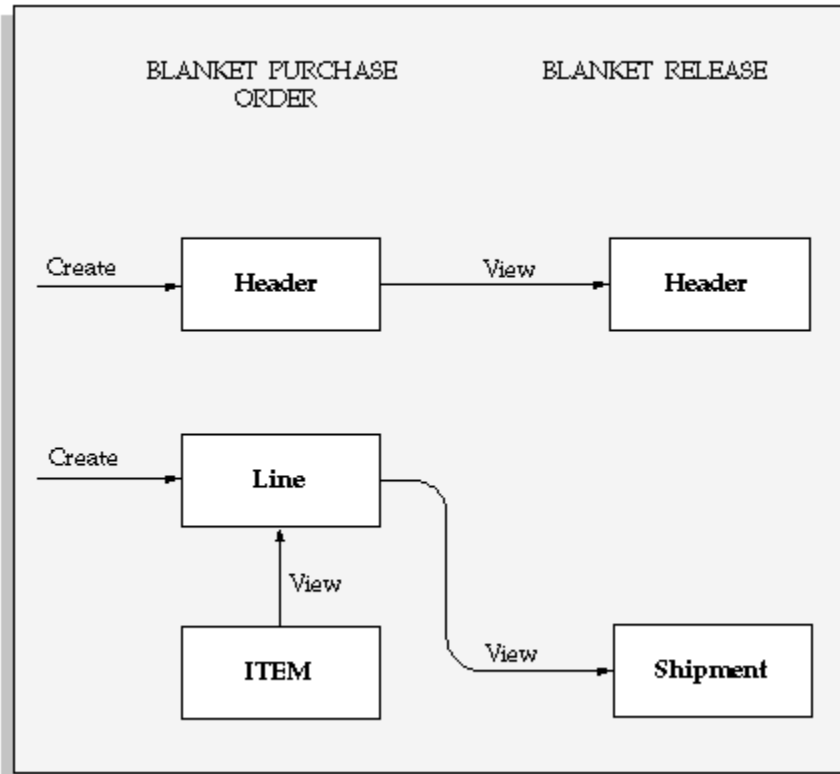 BLANKET PURCHASE
ORDER
BLANKET RELEASE
Create
Header
View
Header
Create
Line
View
ITEM
View
Shipment